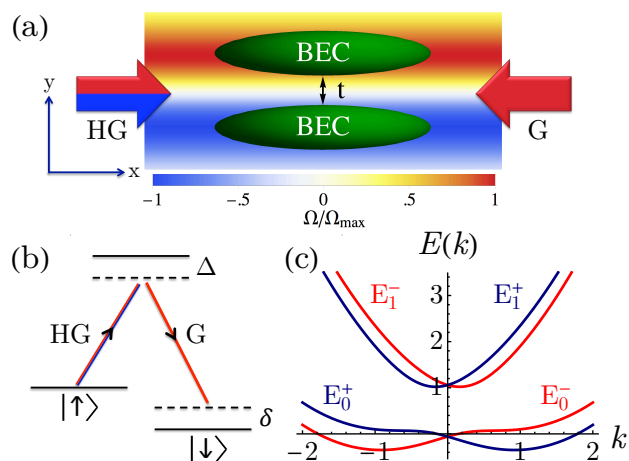 (a)
BEC
y
t
HG
BEC
G
x
-1 -.5 0 .5 1
Ω/Ωmax
(b)
Δ
HG
G
|↑⟩
δ
|↓⟩
(c)
E(k)
3
E₁⁻ E₁⁺
2
1
E₀⁺ E₀⁻
k
-2 -1 0 1 2